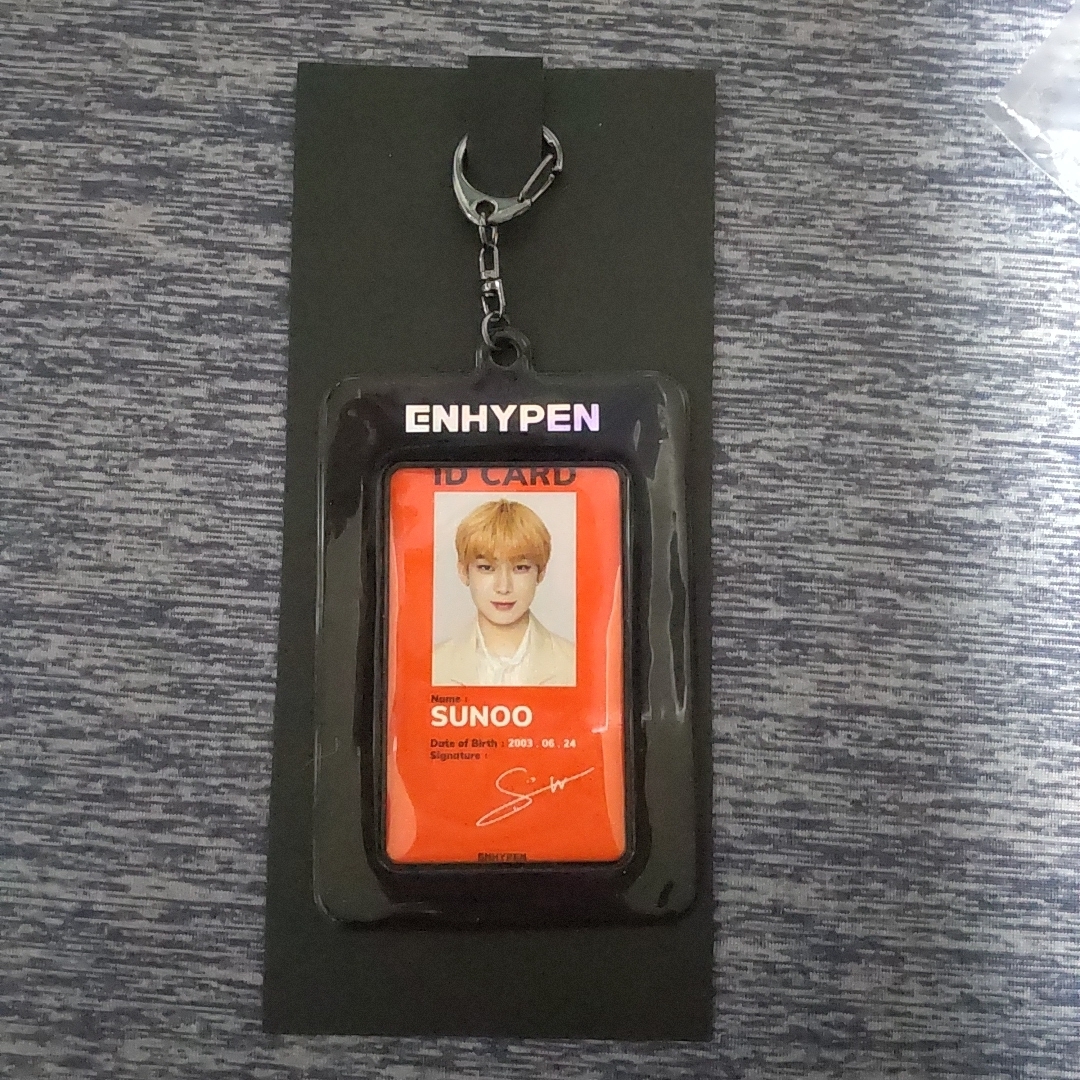 ENHYPEN
ID CARD
Name :
SUNOO
Date of Birth : 2003 . 06 . 24
Signature :
ENHYPEN